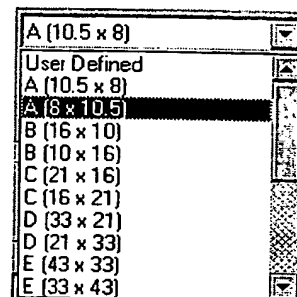 A (10.5 x 8)
User Defined
A (10.5 x 8)
A (8 x 10.5)
B (16 x 10)
B (10 x 16)
C (21 x 16)
C (16 x 21)
D (33 x 21)
D (21 x 33)
E (43 x 33)
E (33 x 43)